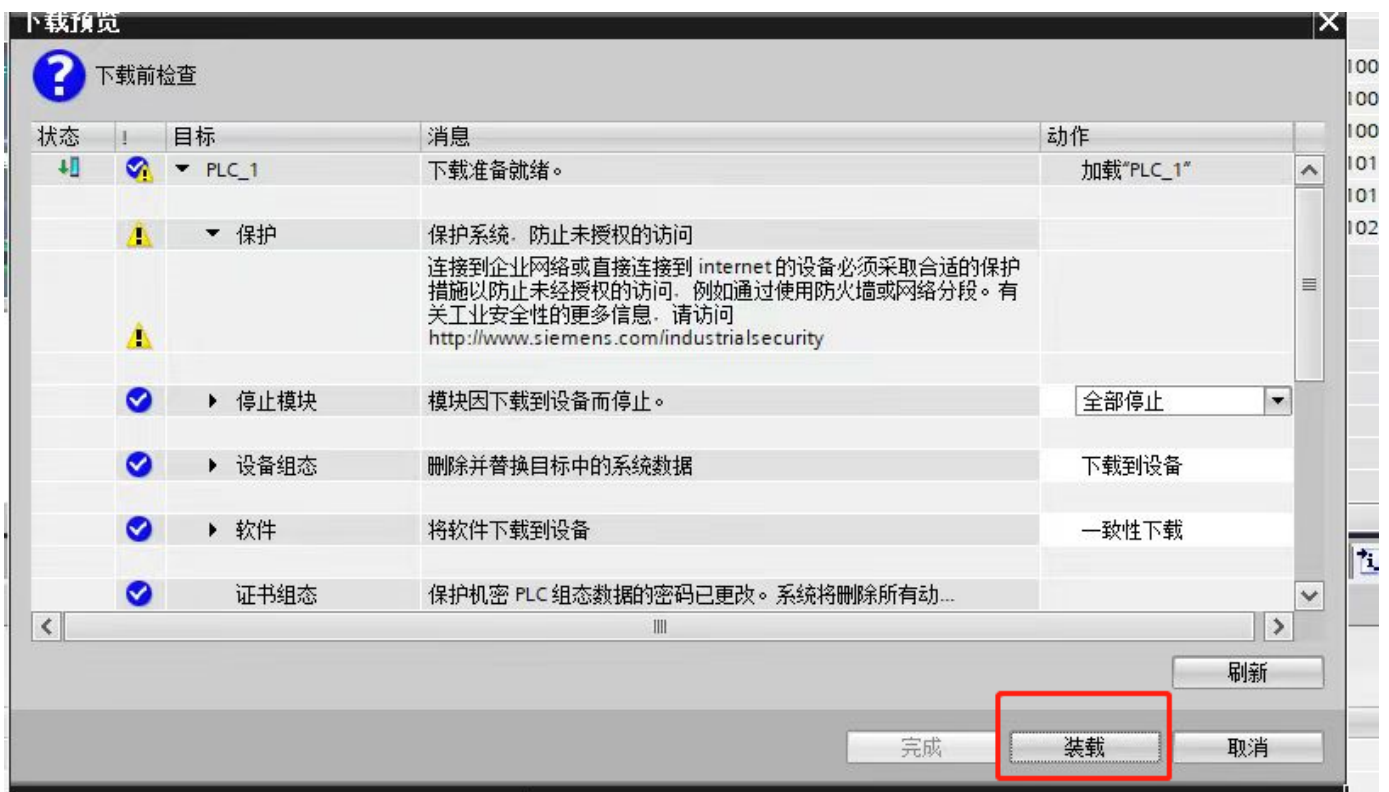 下载预览
下载前检查
状态 ! 目标 消息 动作
PLC_1 下载准备就绪。 加载"PLC_1"
保护 保护系统，防止未授权的访问
连接到企业网络或直接连接到 internet 的设备必须采取合适的保护
措施以防止未经授权的访问，例如通过使用防火墙或网络分段。有
关工业安全性的更多信息，请访问
http://www.siemens.com/industrialsecurity
停止模块 模块因下载到设备而停止。 全部停止
设备组态 删除并替换目标中的系统数据 下载到设备
软件 将软件下载到设备 一致性下载
证书组态 保护机密 PLC 组态数据的密码已更改。系统将删除所有动...
刷新
完成 装载 取消
100
100
100
101
101
102